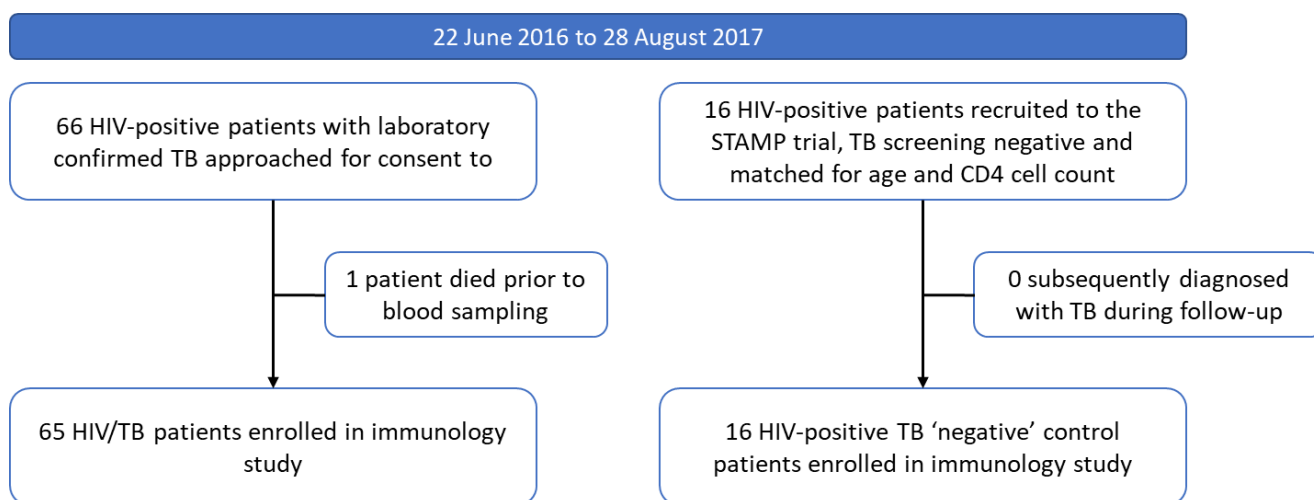 22 June 2016 to 28 August 2017
66 HIV-positive patients with laboratory
confirmed TB approached for consent to
16 HIV-positive patients recruited to the
STAMP trial, TB screening negative and
matched for age and CD4 cell count
1 patient died prior to
blood sampling
0 subsequently diagnosed
with TB during follow-up
65 HIV/TB patients enrolled in immunology
study
16 HIV-positive TB ‘negative’ control
patients enrolled in immunology study